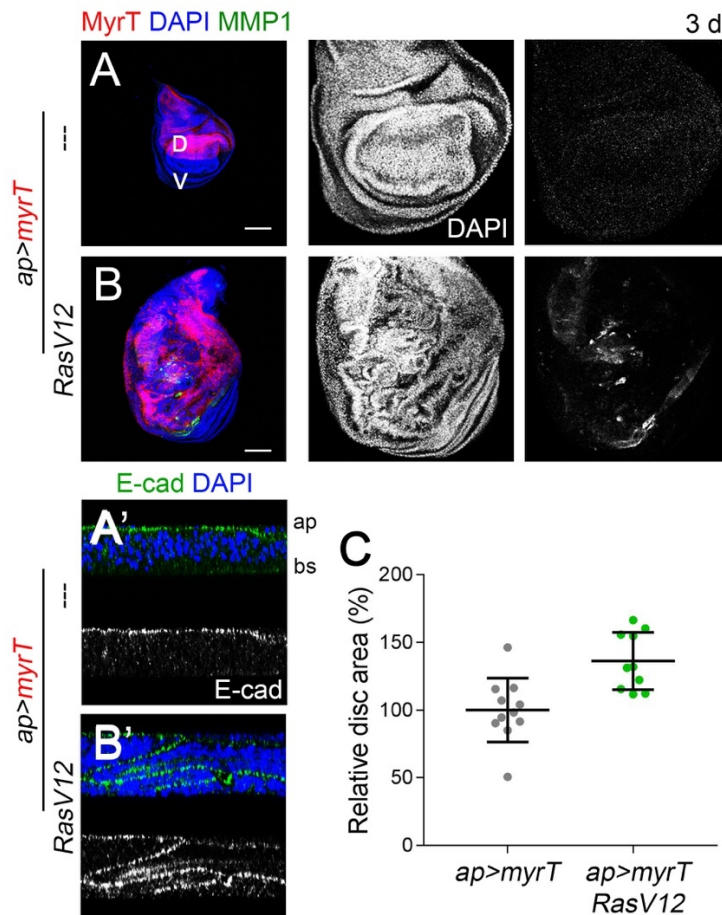 MyrT DAPI MMP1
3 d
A
D
V
DAPI
---
ap>myrT
B
RasV12
E-cad DAPI
A'
ap
bs
---
E-cad
ap>myrT
B'
RasV12
C
Relative disc area (%)
200
150
100
50
0
ap>myrT
ap>myrT
RasV12